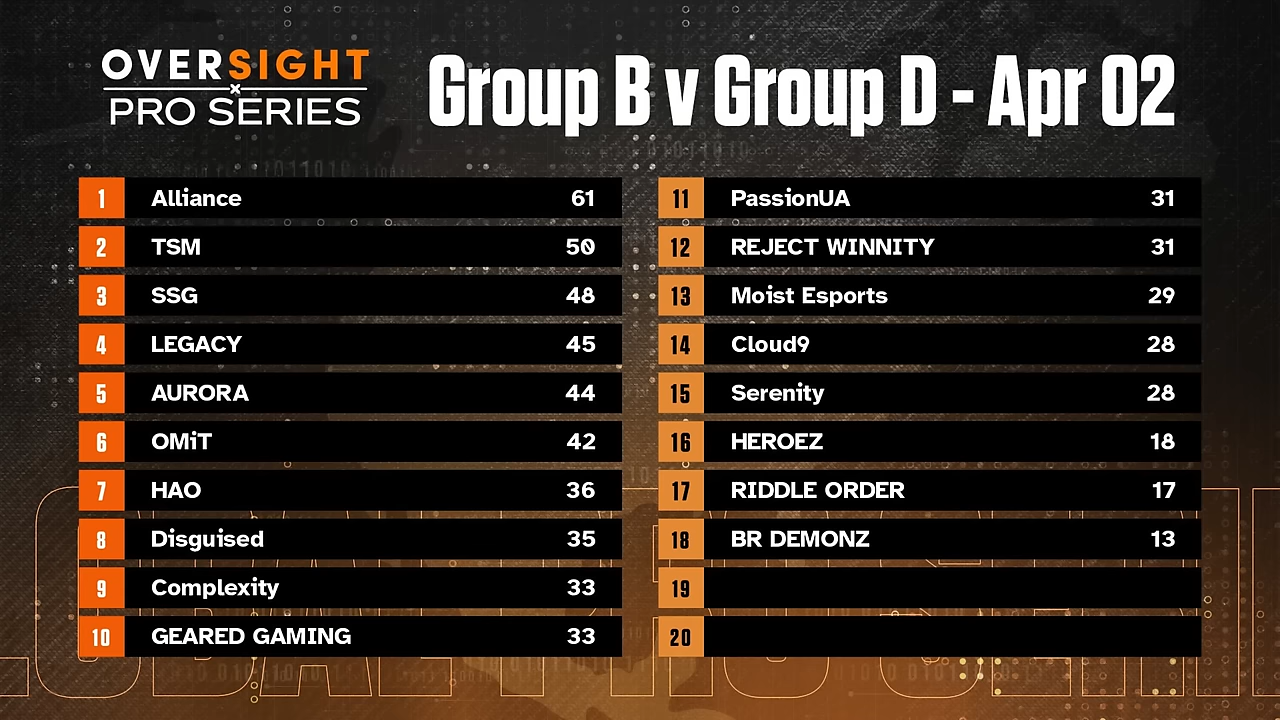 OVERSIGHT
×
PRO SERIES
Group B v Group D - Apr 02
1 Alliance 61
2 TSM 50
3 SSG 48
4 LEGACY 45
5 AURORA 44
6 OMiT 42
7 HAO 36
8 Disguised 35
9 Complexity 33
10 GEARED GAMING 33
11 PassionUA 31
12 REJECT WINNITY 31
13 Moist Esports 29
14 Cloud9 28
15 Serenity 28
16 HEROEZ 18
17 RIDDLE ORDER 17
18 BR DEMONZ 13
19
20